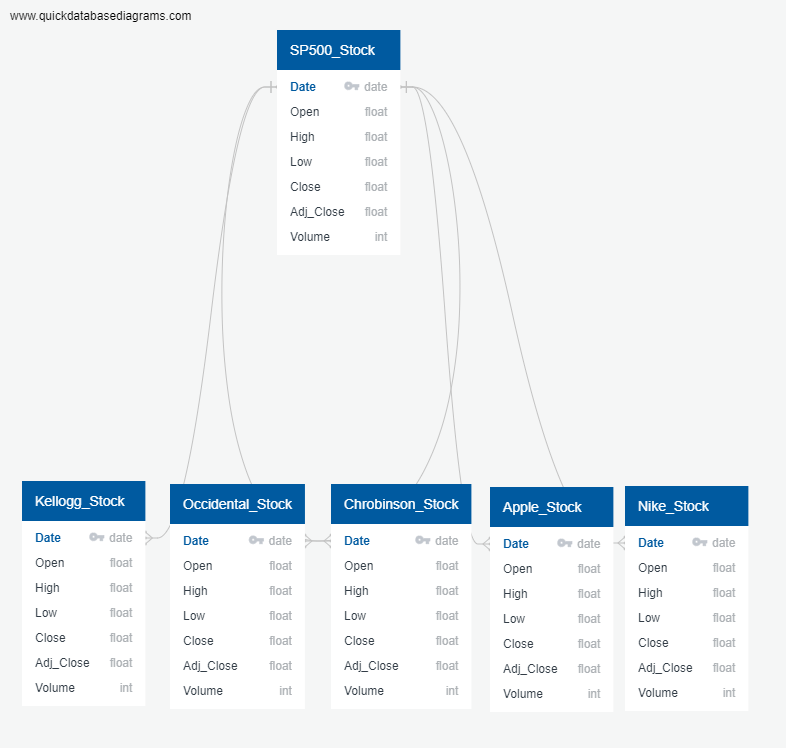 www.quickdatabasediagrams.com
SP500_Stock
Date date
Open float
High float
Low float
Close float
Adj_Close float
Volume int
Kellogg_Stock
Date date
Open float
High float
Low float
Close float
Adj_Close float
Volume int
Occidental_Stock
Date date
Open float
High float
Low float
Close float
Adj_Close float
Volume int
Chrobinson_Stock
Date date
Open float
High float
Low float
Close float
Adj_Close float
Volume int
Apple_Stock
Date date
Open float
High float
Low float
Close float
Adj_Close float
Volume int
Nike_Stock
Date date
Open float
High float
Low float
Close float
Adj_Close float
Volume int